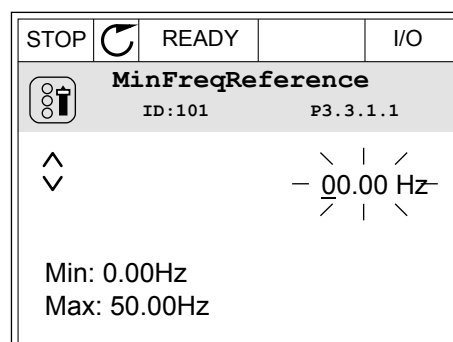 STOP READY I/O
MinFreqReference
ID:101 P3.3.1.1
00.00 Hz
Min: 0.00Hz
Max: 50.00Hz